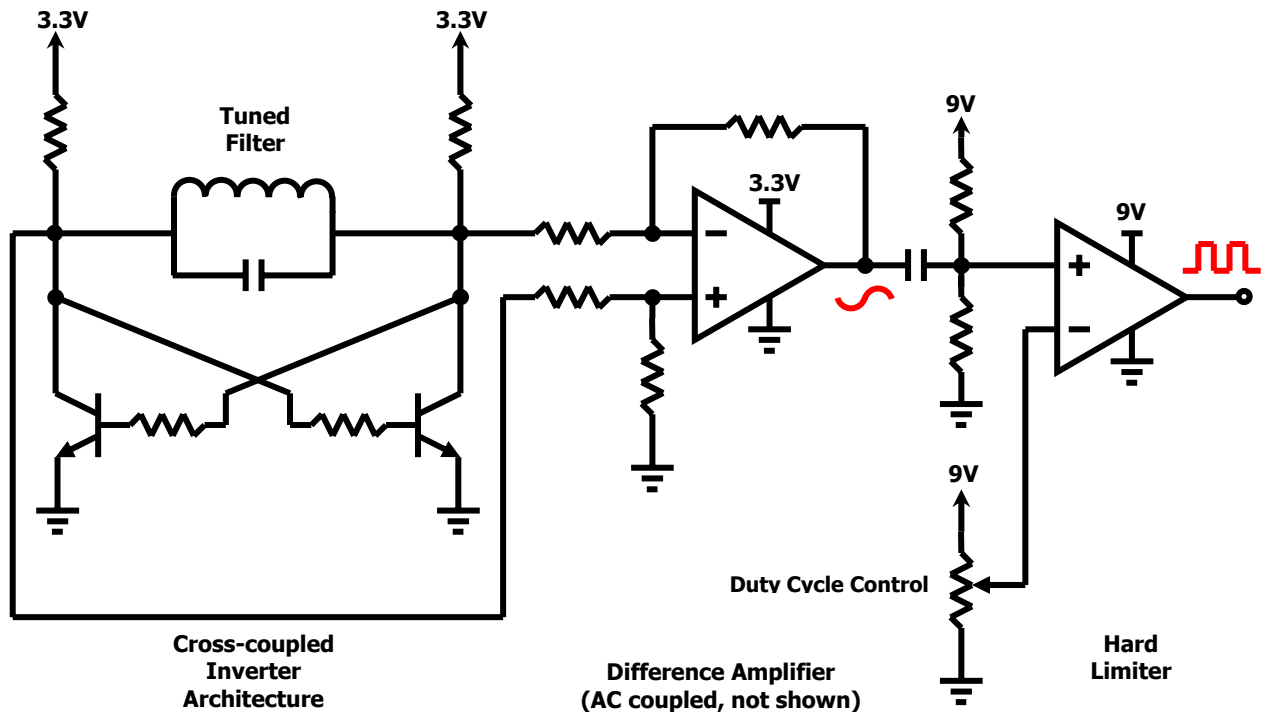 3.3V
3.3V
Tuned
Filter
9V
3.3V
9V
−
+
+
−
9V
Duty Cycle Control
Cross-coupled
Inverter
Architecture
Difference Amplifier
(AC coupled, not shown)
Hard
Limiter